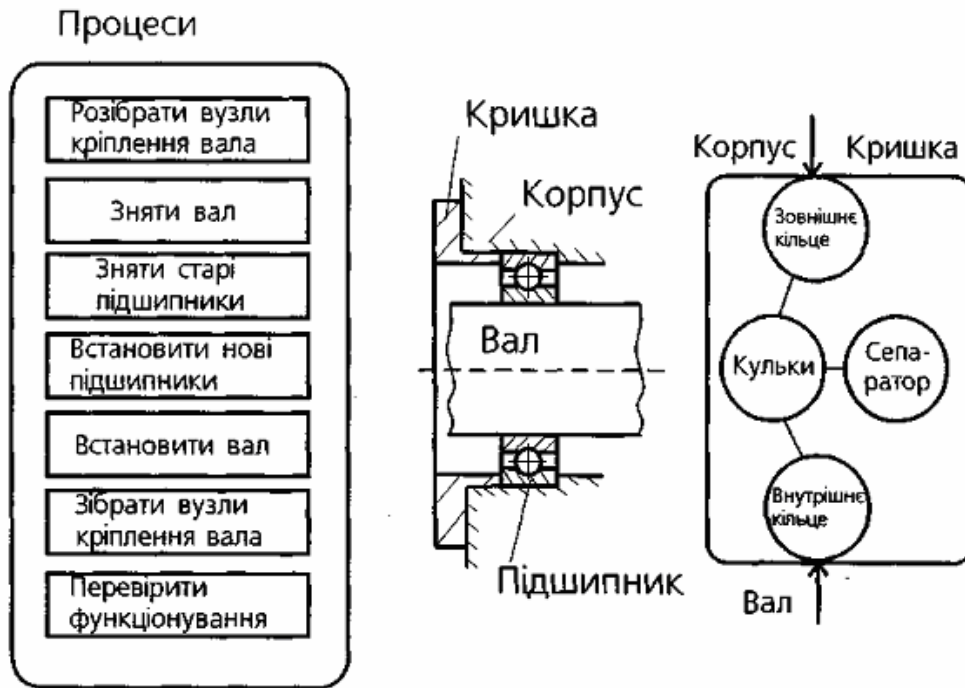 Процеси
Розібрати вузли
кріплення вала
Зняти вал
Зняти старі
підшипники
Встановити нові
підшипники
Встановити вал
Зібрати вузли
кріплення вала
Перевірити
функціонування
Кришка
Корпус
Вал
Підшипник
Корпус
Кришка
Зовнішнє
кільце
Кульки
Сепа-
ратор
Внутрішнє
кільце
Вал